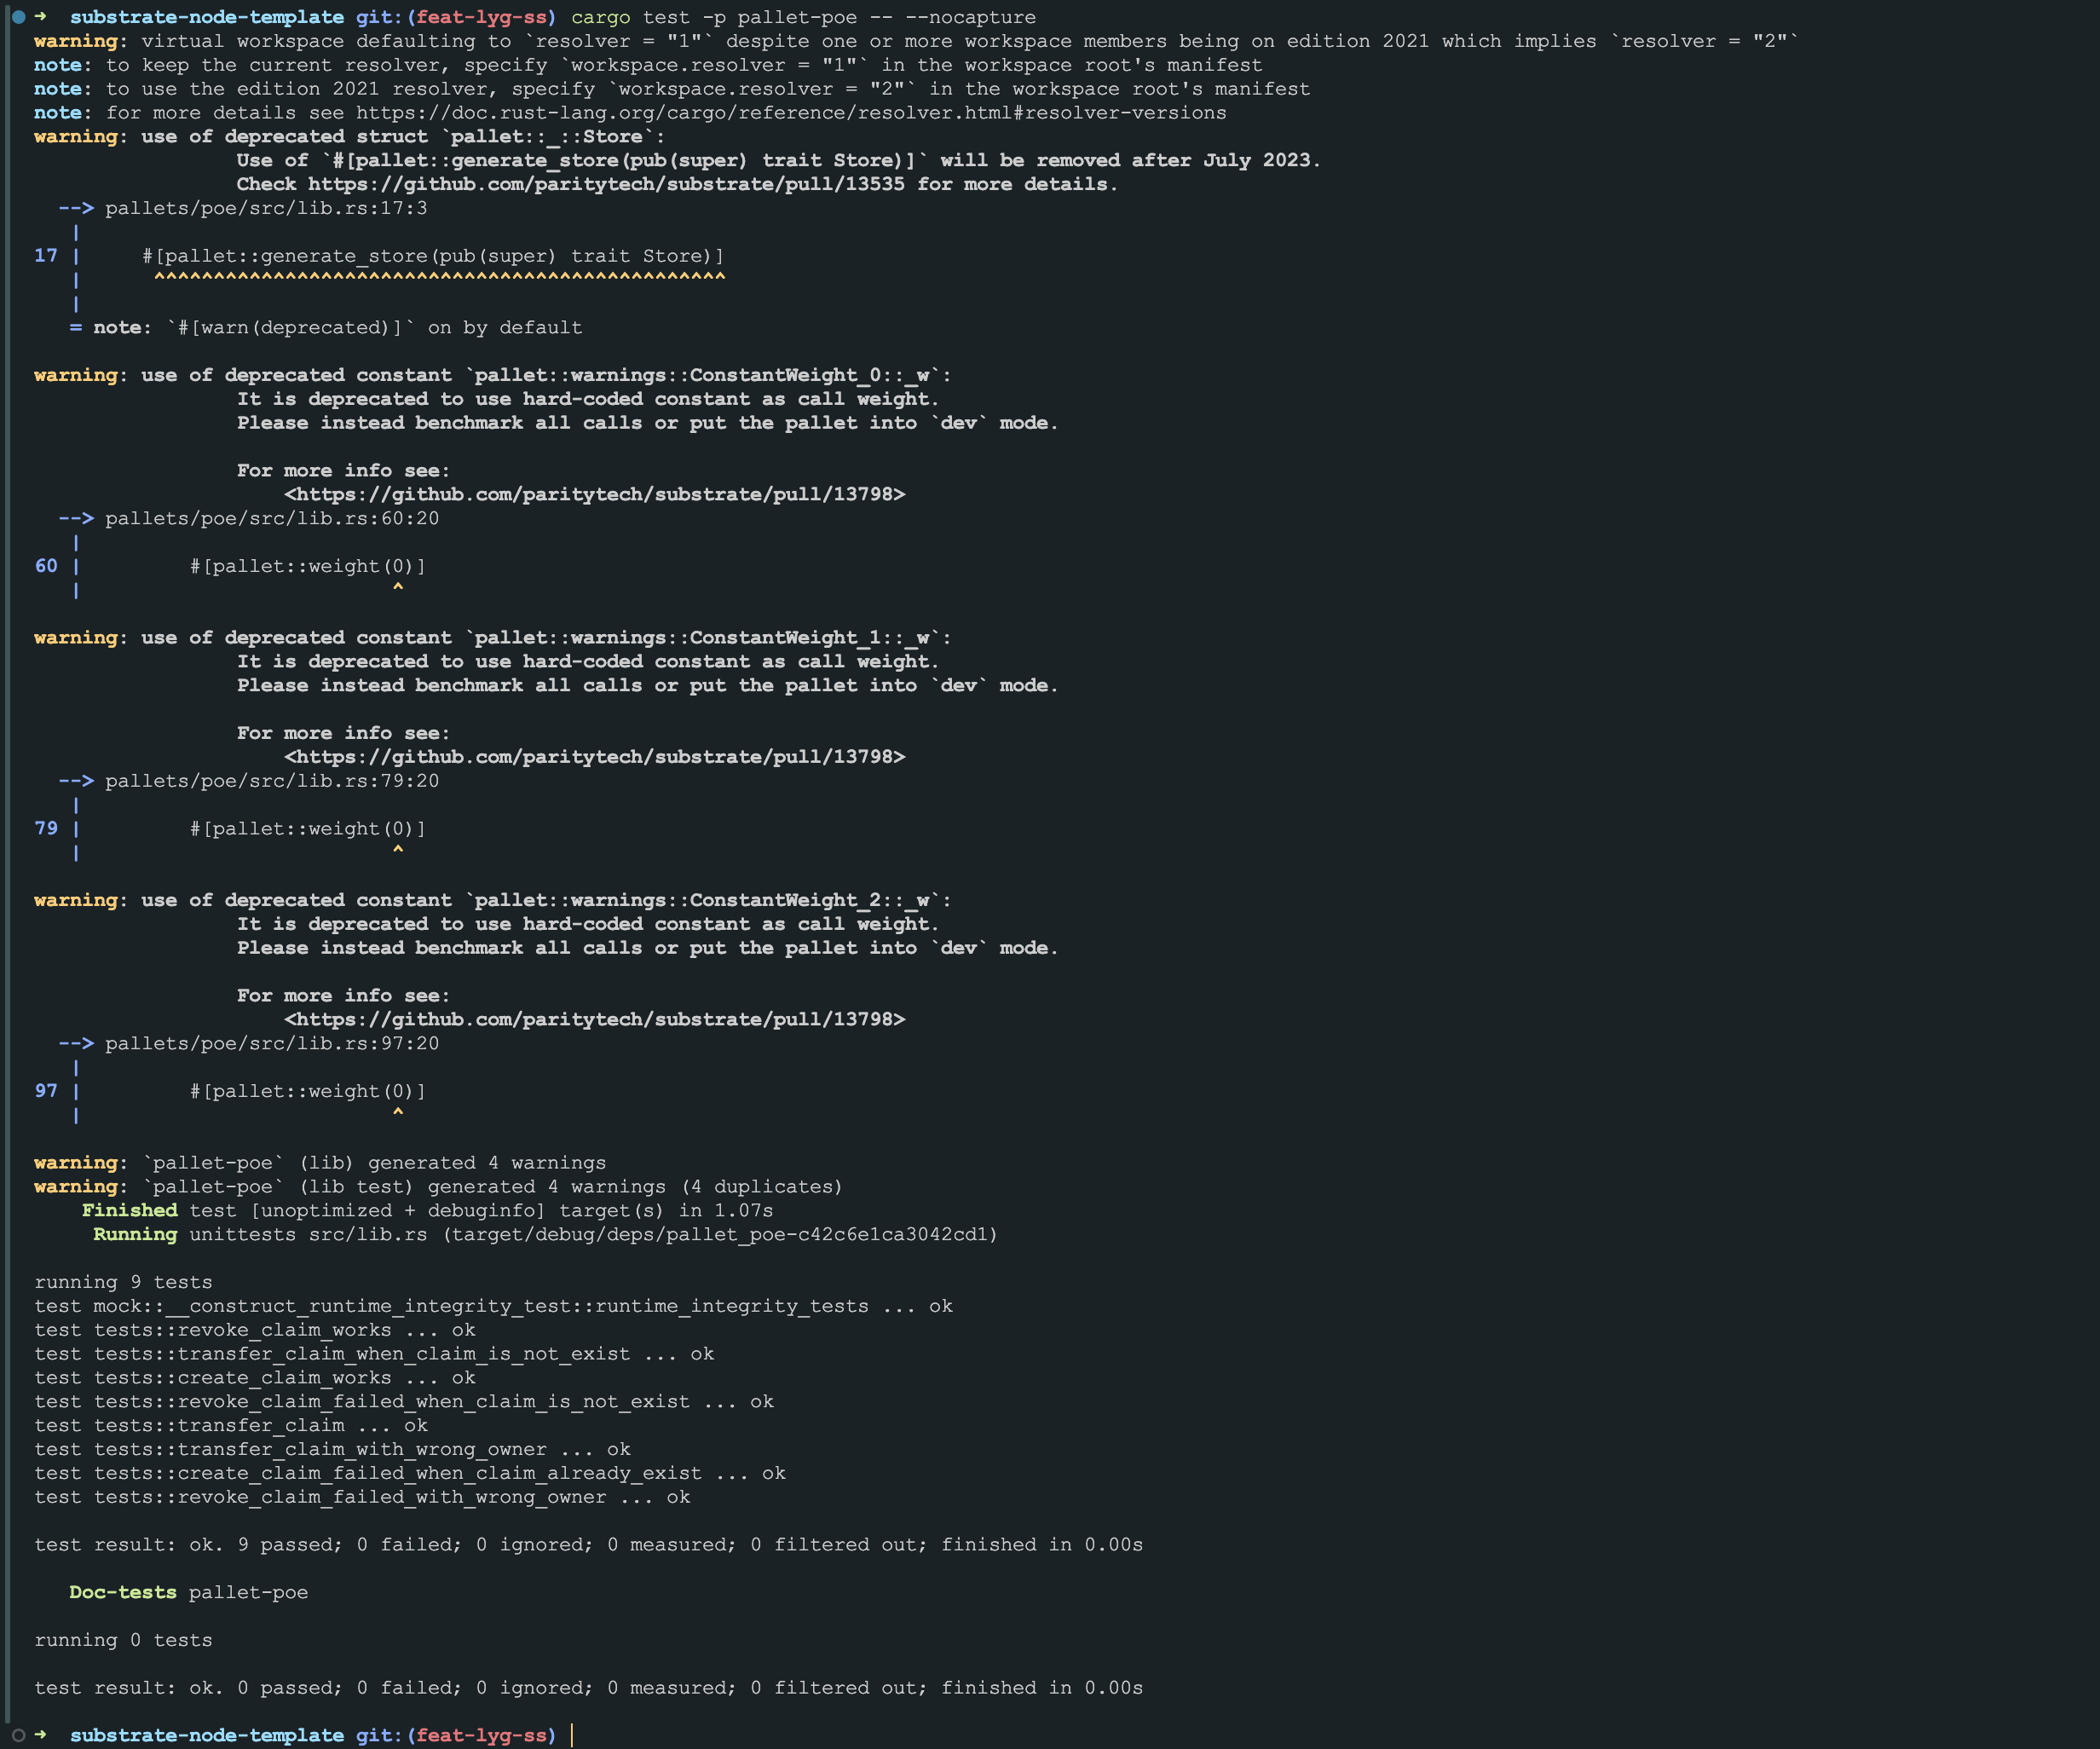 ➜  substrate-node-template git:(feat-lyg-ss) cargo test -p pallet-poe -- --nocapture
warning: virtual workspace defaulting to `resolver = "1"` despite one or more workspace members being on edition 2021 which implies `resolver = "2"`
note: to keep the current resolver, specify `workspace.resolver = "1"` in the workspace root's manifest
note: to use the edition 2021 resolver, specify `workspace.resolver = "2"` in the workspace root's manifest
note: for more details see https://doc.rust-lang.org/cargo/reference/resolver.html#resolver-versions
warning: use of deprecated struct `pallet::_::Store`:
                 Use of `#[pallet::generate_store(pub(super) trait Store)]` will be removed after July 2023.
                 Check https://github.com/paritytech/substrate/pull/13535 for more details.
  --> pallets/poe/src/lib.rs:17:3
   |
17 |     #[pallet::generate_store(pub(super) trait Store)]
   |      ^^^^^^^^^^^^^^^^^^^^^^^^^^^^^^^^^^^^^^^^^^^^^^^^
   |
   = note: `#[warn(deprecated)]` on by default

warning: use of deprecated constant `pallet::warnings::ConstantWeight_0::_w`:
                 It is deprecated to use hard-coded constant as call weight.
                 Please instead benchmark all calls or put the pallet into `dev` mode.

                 For more info see:
                     <https://github.com/paritytech/substrate/pull/13798>
  --> pallets/poe/src/lib.rs:60:20
   |
60 |         #[pallet::weight(0)]
   |                          ^

warning: use of deprecated constant `pallet::warnings::ConstantWeight_1::_w`:
                 It is deprecated to use hard-coded constant as call weight.
                 Please instead benchmark all calls or put the pallet into `dev` mode.

                 For more info see:
                     <https://github.com/paritytech/substrate/pull/13798>
  --> pallets/poe/src/lib.rs:79:20
   |
79 |         #[pallet::weight(0)]
   |                          ^

warning: use of deprecated constant `pallet::warnings::ConstantWeight_2::_w`:
                 It is deprecated to use hard-coded constant as call weight.
                 Please instead benchmark all calls or put the pallet into `dev` mode.

                 For more info see:
                     <https://github.com/paritytech/substrate/pull/13798>
  --> pallets/poe/src/lib.rs:97:20
   |
97 |         #[pallet::weight(0)]
   |                          ^

warning: `pallet-poe` (lib) generated 4 warnings
warning: `pallet-poe` (lib test) generated 4 warnings (4 duplicates)
    Finished test [unoptimized + debuginfo] target(s) in 1.07s
     Running unittests src/lib.rs (target/debug/deps/pallet_poe-c42c6e1ca3042cd1)

running 9 tests
test mock::__construct_runtime_integrity_test::runtime_integrity_tests ... ok
test tests::revoke_claim_works ... ok
test tests::transfer_claim_when_claim_is_not_exist ... ok
test tests::create_claim_works ... ok
test tests::revoke_claim_failed_when_claim_is_not_exist ... ok
test tests::transfer_claim ... ok
test tests::transfer_claim_with_wrong_owner ... ok
test tests::create_claim_failed_when_claim_already_exist ... ok
test tests::revoke_claim_failed_with_wrong_owner ... ok

test result: ok. 9 passed; 0 failed; 0 ignored; 0 measured; 0 filtered out; finished in 0.00s

   Doc-tests pallet-poe

running 0 tests

test result: ok. 0 passed; 0 failed; 0 ignored; 0 measured; 0 filtered out; finished in 0.00s

➜  substrate-node-template git:(feat-lyg-ss)